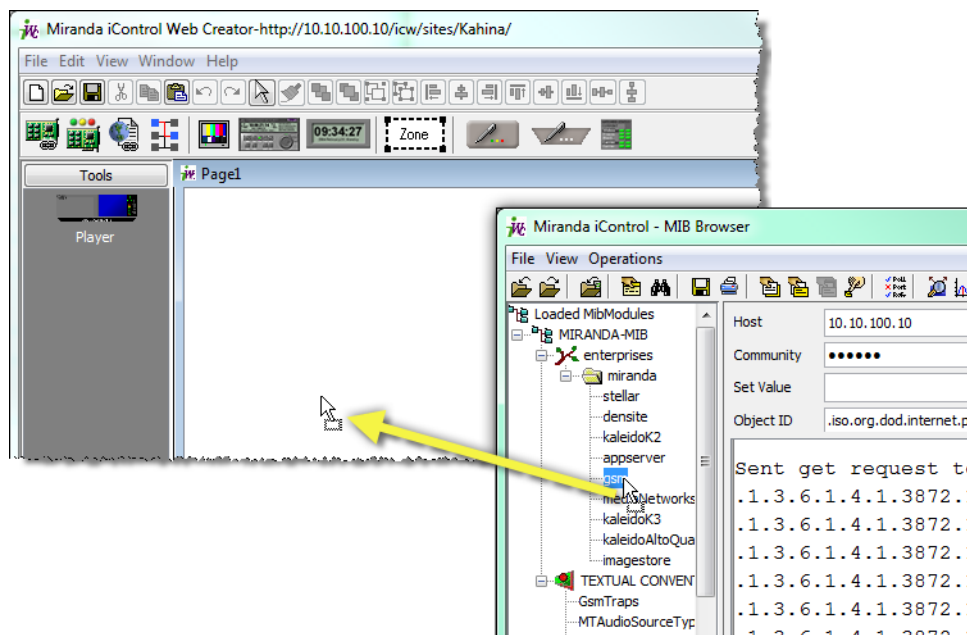 Miranda iControl Web Creator-http://10.10.100.10/icw/sites/Kahina/
File Edit View Window Help
09:34:27
Zone
Tools
Page1
Player
Miranda iControl - MIB Browser
File View Operations
Loaded MibModules
MIRANDA-MIB
enterprises
miranda
stellar
densite
kaleidoK2
appserver
gsm
mediaNetworks
kaleidoK3
kaleidoAltoQua
imagestore
TEXTUAL CONVEN
GsmTraps
MTAudioSourceTyp
Host
10.10.100.10
Community
••••••
Set Value
Object ID
.iso.org.dod.internet.p
Sent get request to
.1.3.6.1.4.1.3872.
.1.3.6.1.4.1.3872.
.1.3.6.1.4.1.3872.
.1.3.6.1.4.1.3872.
.1.3.6.1.4.1.3872.